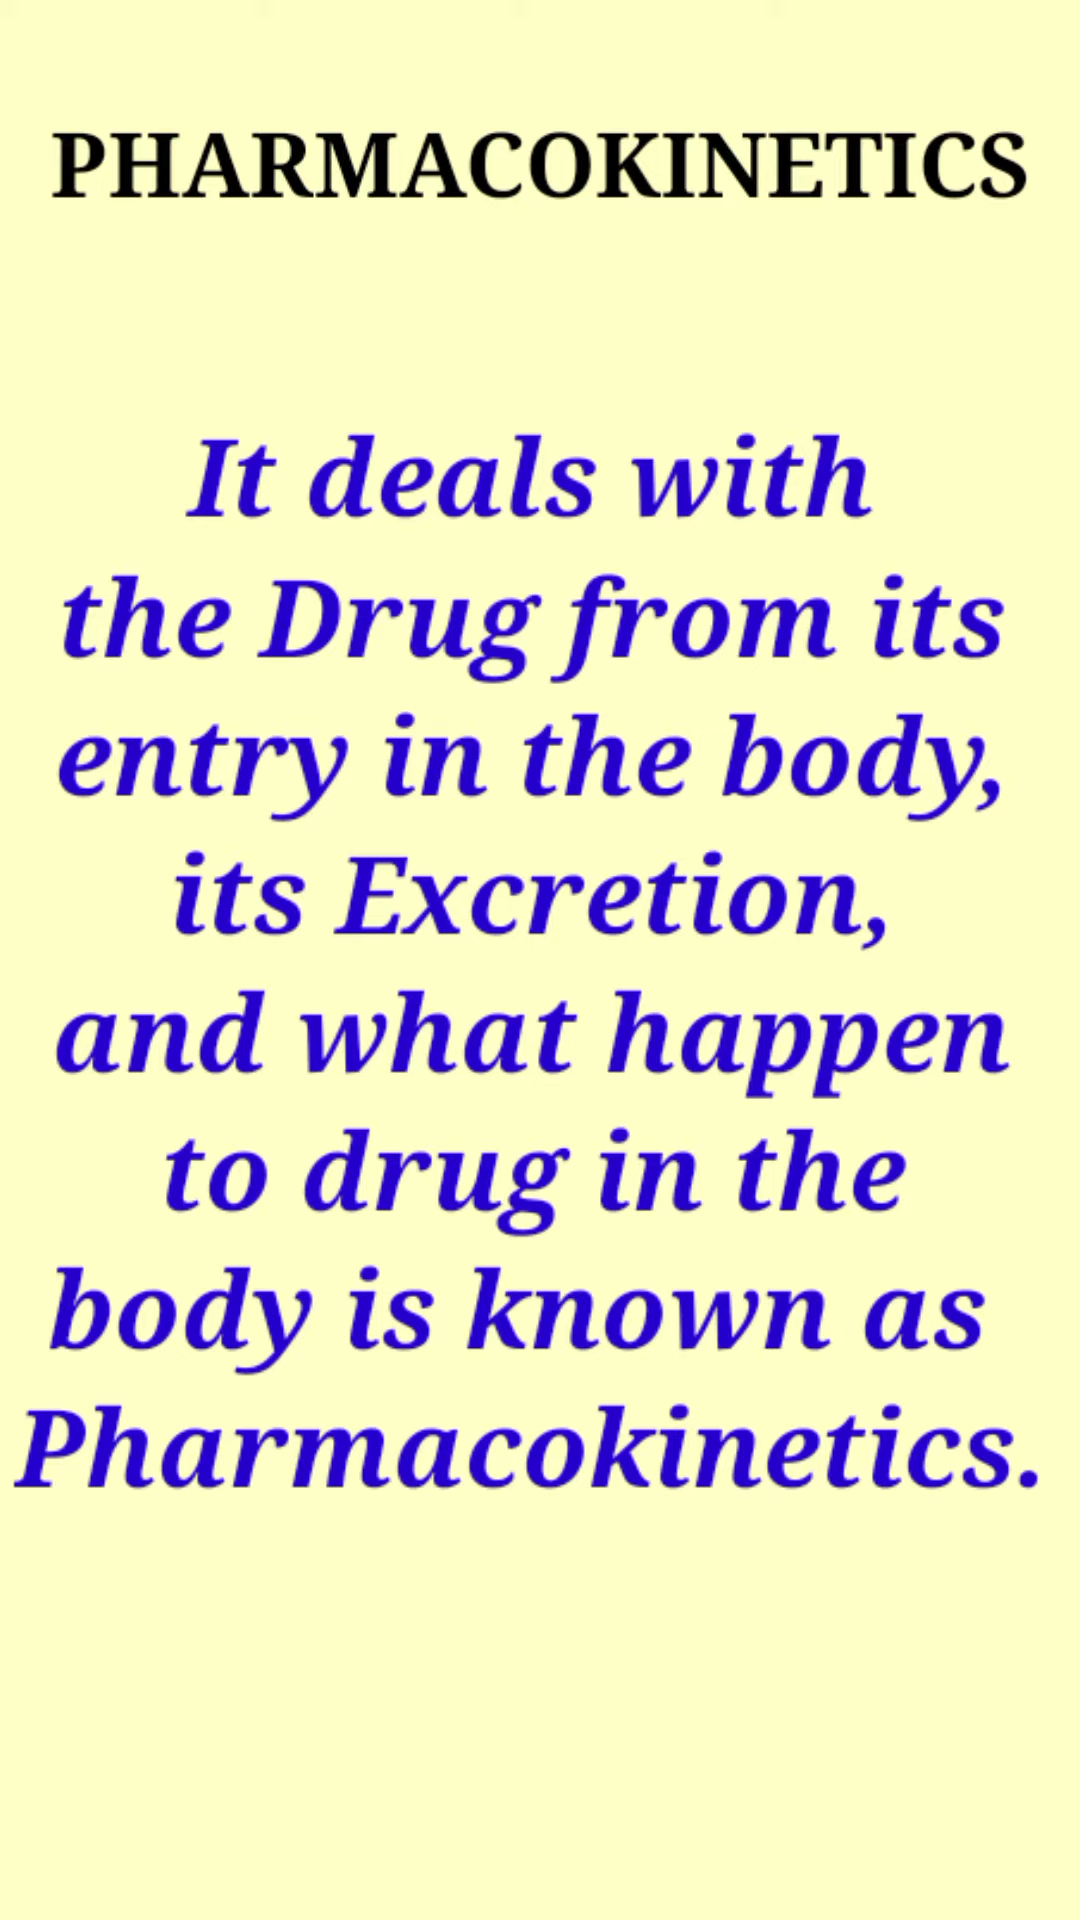 PHARMACOKINETICS
It deals with
the Drug from its
entry in the body,
its Excretion,
and what happen
to drug in the
body is known as
Pharmacokinetics.